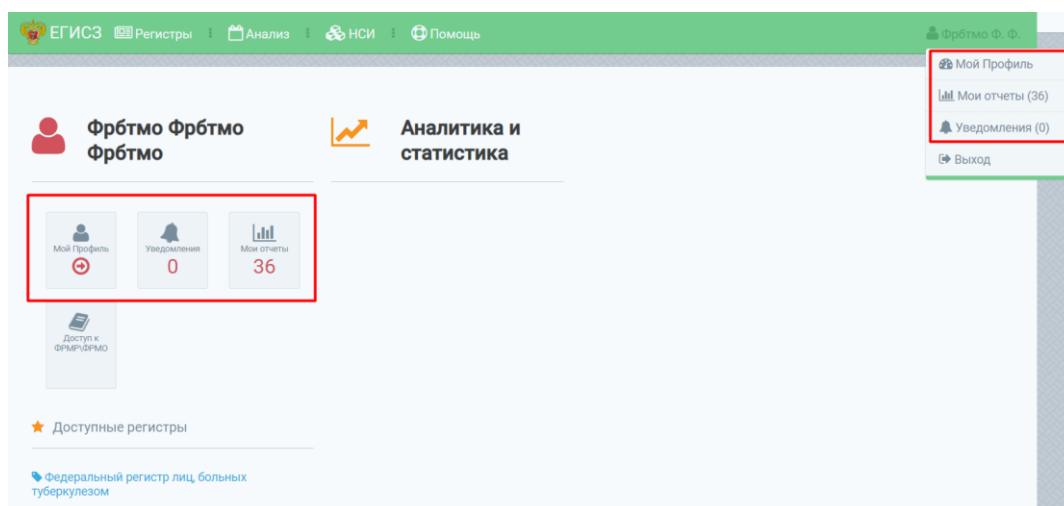 ЕГИСЗ Регистры Анализ НСИ Помощь Фрбтмо Ф. Ф.
Мой Профиль
Мои отчеты (36)
Уведомления (0)
Выход
Фрбтмо Фрбтмо
Фрбтмо
Аналитика и
статистика
Мой Профиль
Уведомления
0
Мои отчеты
36
Доступ к
ФРМР\ФРМО
Доступные регистры
Федеральный регистр лиц, больных
туберкулезом